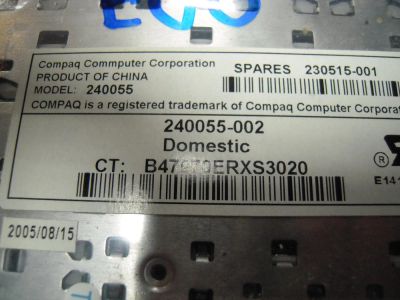 Compaq Commputer Corporation
PRODUCT OF CHINA
MODEL: 240055
SPARES 230515-001
COMPAQ is a registered trademark of Compaq Computer Corporat
240055-002
Domestic
CT:
E141
2005/08/15